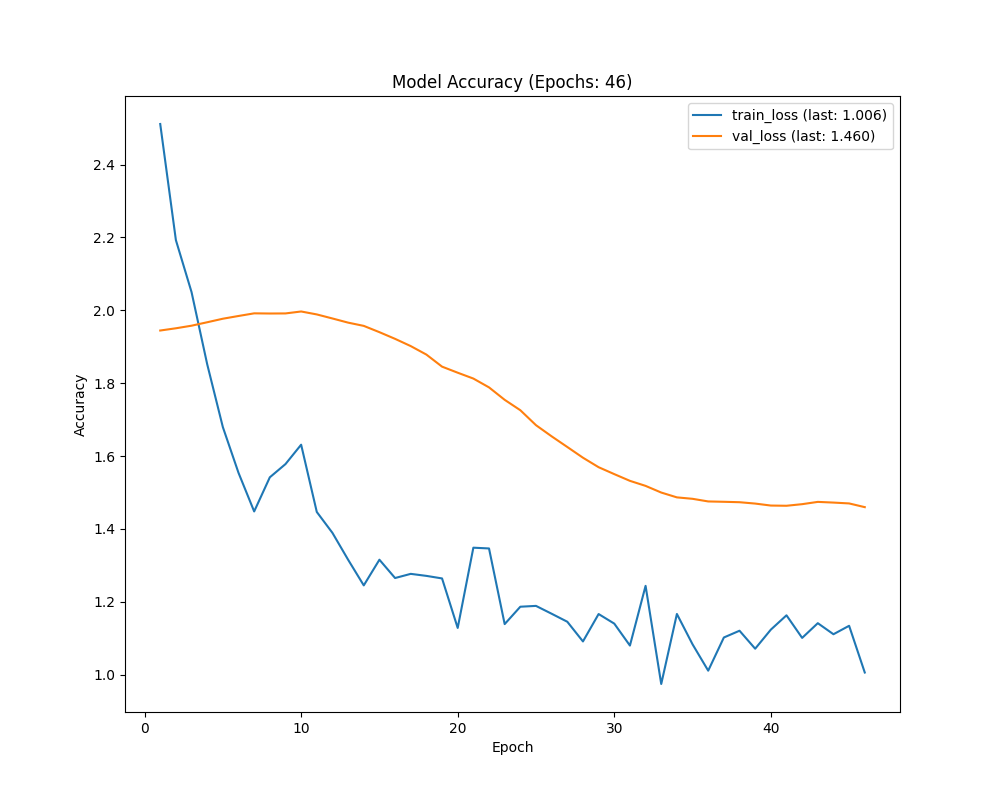 Model Accuracy (Epochs: 46)
train_loss (last: 1.006)
val_loss (last: 1.460)
Accuracy
2.4
2.2
2.0
1.8
1.6
1.4
1.2
1.0
0 10 20 30 40
Epoch